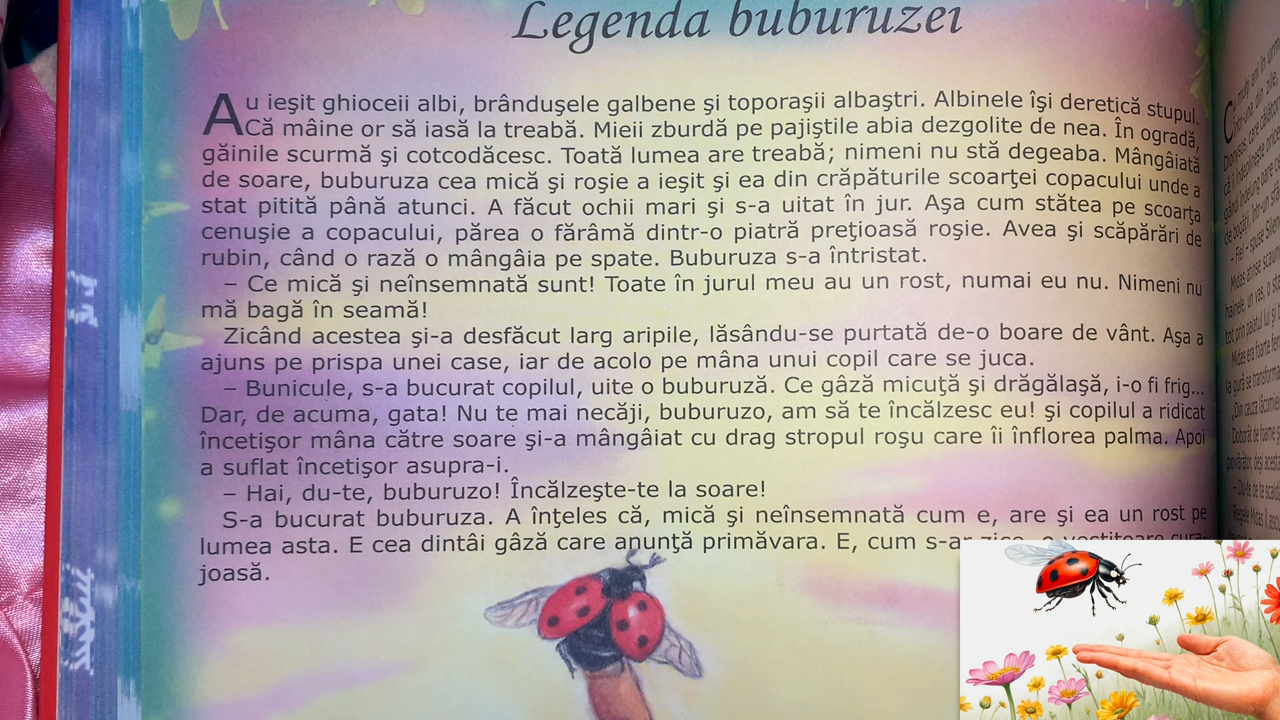 Legenda buburuzei
Au ieşit ghioceii albi, brânduşele galbene şi toporaşii albaştri. Albinele îşi deretică stupul.
Că mâine or să iasă la treabă. Mieii zburdă pe pajiştile abia dezgolite de nea. În ogradă,
găinile scurmă şi cotcodăcesc. Toată lumea are treabă; nimeni nu stă degeaba. Mângâiată
de soare, buburuza cea mică şi roşie a ieşit şi ea din crăpăturile scoarţei copacului unde a
stat pitită până atunci. A făcut ochii mari şi s-a uitat în jur. Aşa cum stătea pe scoarţa
cenuşie a copacului, părea o fărâmă dintr-o piatră preţioasă roşie. Avea şi scăpărări de
rubin, când o rază o mângâia pe spate. Buburuza s-a întristat.
– Ce mică şi neînsemnată sunt! Toate în jurul meu au un rost, numai eu nu. Nimeni nu
mă bagă în seamă!
Zicând acestea şi-a desfăcut larg aripile, lăsându-se purtată de-o boare de vânt. Aşa a
ajuns pe prispa unei case, iar de acolo pe mâna unui copil care se juca.
– Bunicule, s-a bucurat copilul, uite o buburuză. Ce gâză micuţă şi drăgălaşă, i-o fi frig...
Dar, de acuma, gata! Nu te mai necăji, buburuzo, am să te încălzesc eu! şi copilul a ridicat
încetişor mâna către soare şi-a mângâiat cu drag stropul roşu care îi înflorea palma. Apoi
a suflat încetişor asupra-i.
– Hai, du-te, buburuzo! Încălzeşte-te la soare!
S-a bucurat buburuza. A înţeles că, mică şi neînsemnată cum e, are şi ea un rost pe
lumea asta. E cea dintâi gâză care anunţă primăvara. E, cum s-ar zice, o vestitoare cura-
joasă.